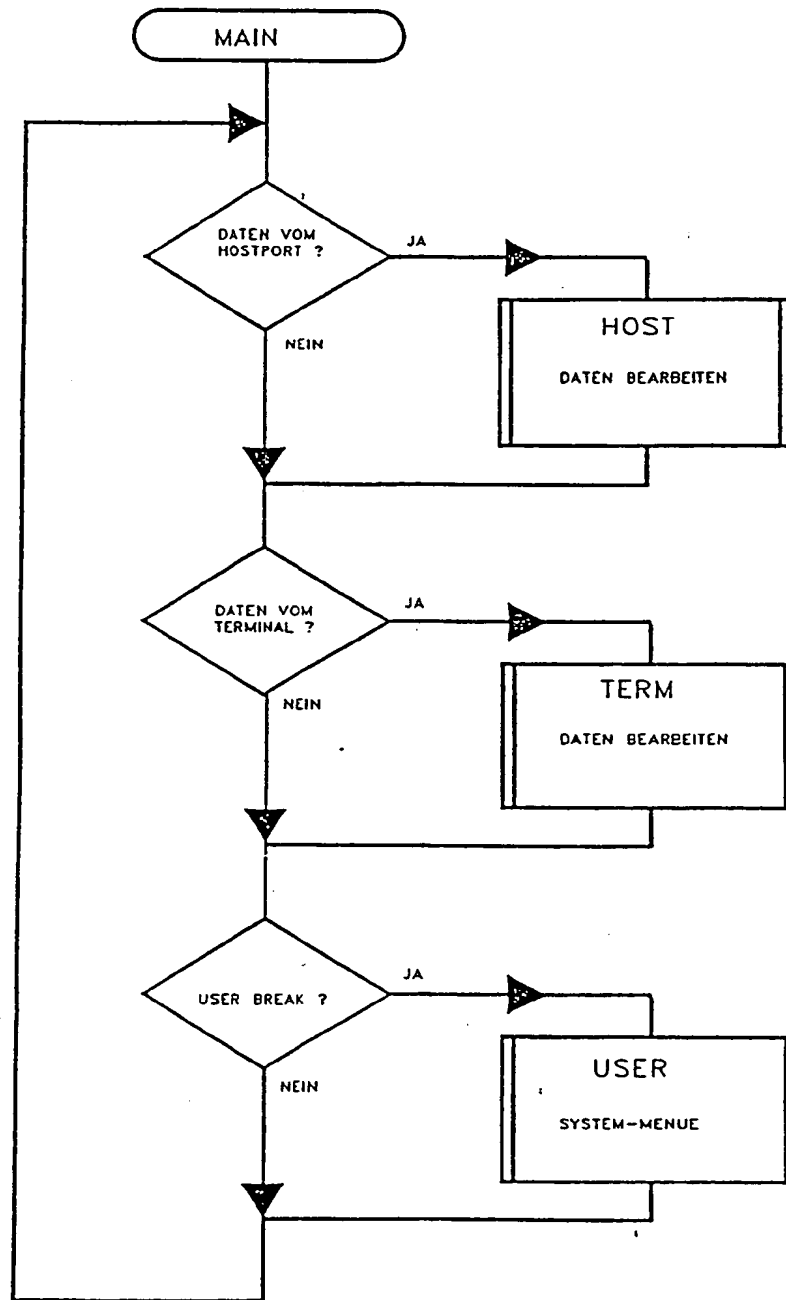 MAIN
DATEN VOM
HOSTPORT ?
JA
HOST
DATEN BEARBEITEN
NEIN
DATEN VOM
TERMINAL ?
JA
TERM
DATEN BEARBEITEN
NEIN
USER BREAK ?
JA
USER
SYSTEM-MENUE
NEIN